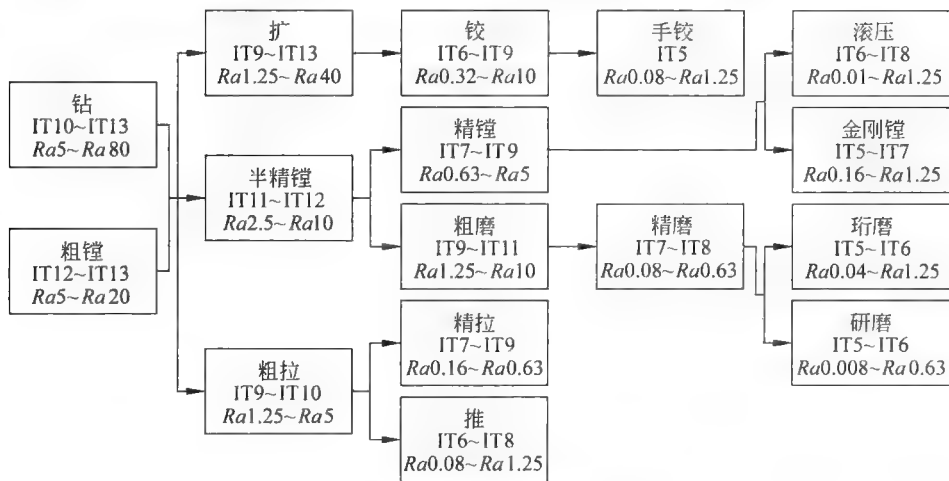 钻
IT10~IT13
Ra5~Ra80
粗镗
IT12~IT13
Ra5~Ra20
扩
IT9~IT13
Ra1.25~Ra40
半精镗
IT11~IT12
Ra2.5~Ra10
粗拉
IT9~IT10
Ra1.25~Ra5
铰
IT6~IT9
Ra0.32~Ra10
精镗
IT7~IT9
Ra0.63~Ra5
粗磨
IT9~IT11
Ra1.25~Ra10
精拉
IT7~IT9
Ra0.16~Ra0.63
推
IT6~IT8
Ra0.08~Ra1.25
手铰
IT5
Ra0.08~Ra1.25
精磨
IT7~IT8
Ra0.08~Ra0.63
滚压
IT6~IT8
Ra0.01~Ra1.25
金刚镗
IT5~IT7
Ra0.16~Ra1.25
珩磨
IT5~IT6
Ra0.04~Ra1.25
研磨
IT5~IT6
Ra0.008~Ra0.63